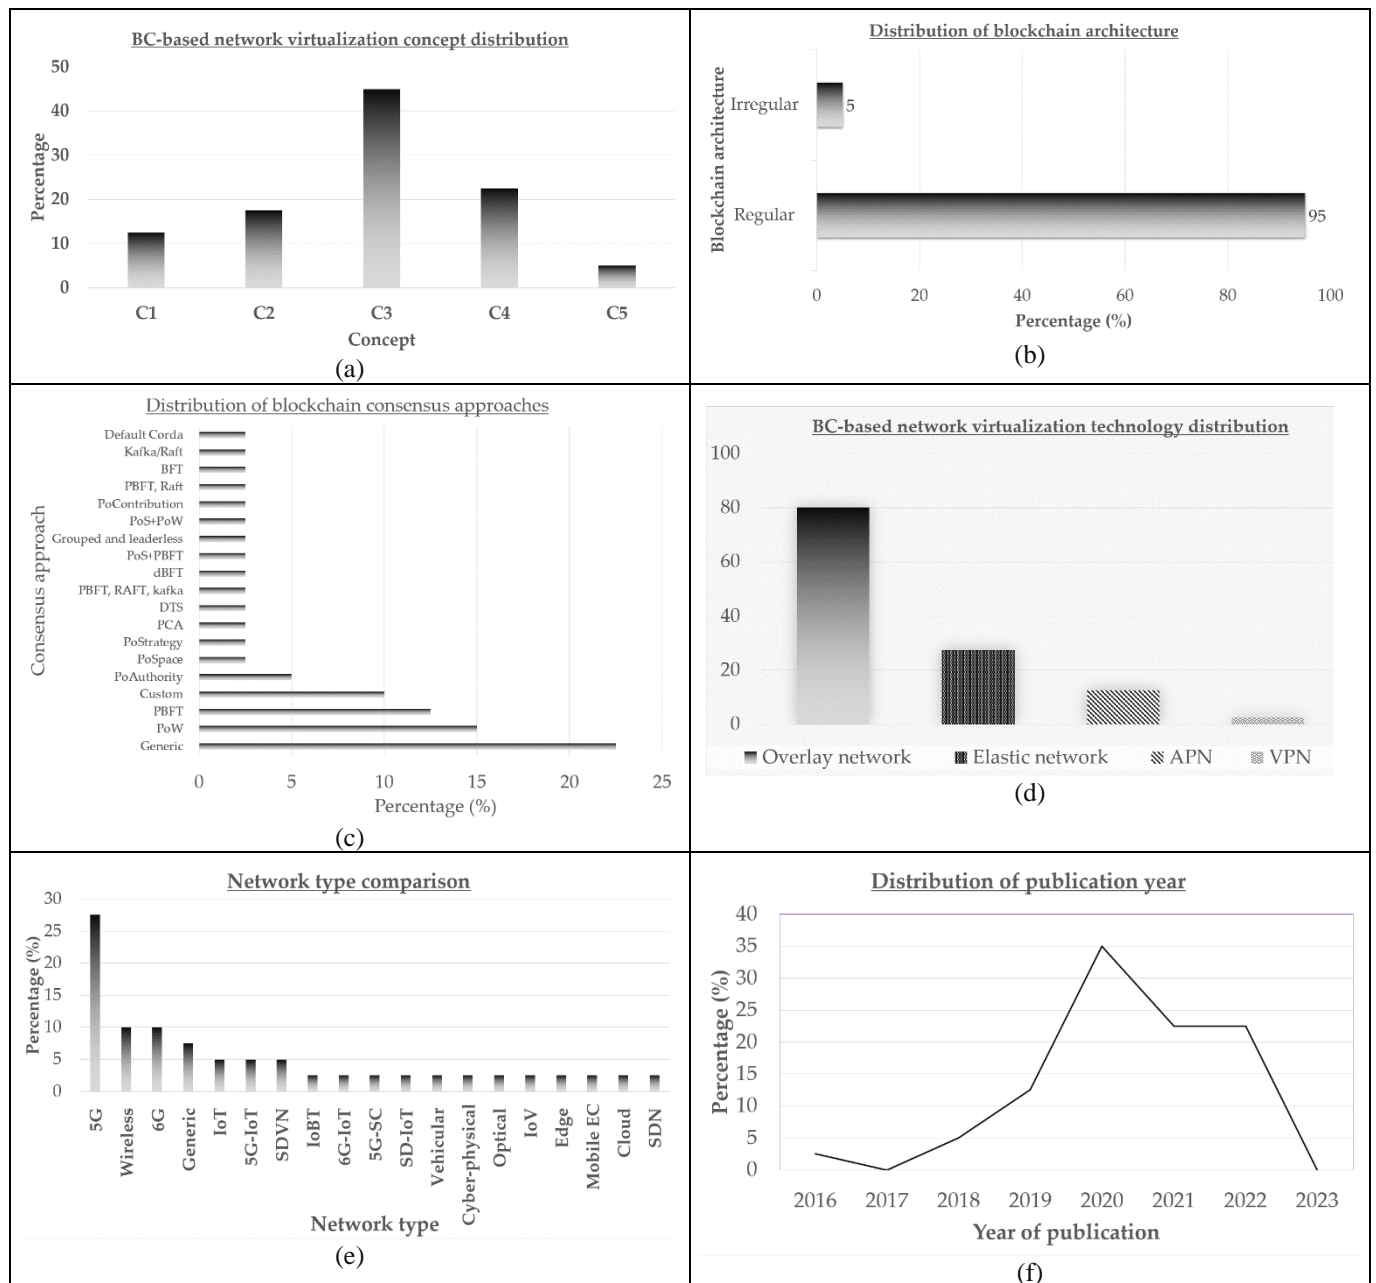 BC-based network virtualization concept distribution
50
40
30
20
10
0
Percentage
C1 C2 C3 C4 C5
Concept
(a)
Distribution of blockchain architecture
Blockchain architecture
Irregular
5
Regular
95
0 20 40 60 80 100
Percentage (%)
(b)
Distribution of blockchain consensus approaches
Consensus approach
Default Corda
Kafka/Raft
BFT
PBFT, Raft
PoContribution
PoS+PoW
Grouped and leaderless
PoS+PBFT
dBFT
PBFT, RAFT, kafka
DTS
PCA
PoStrategy
PoSpace
PoAuthority
Custom
PBFT
PoW
Generic
0 5 10 15 20 25
Percentage (%)
(c)
BC-based network virtualization technology distribution
100
80
60
40
20
0
Overlay network Elastic network APN VPN
(d)
Network type comparison
30
25
20
15
10
5
0
Percentage (%)
5G
Wireless
6G
Generic
IoT
5G-IoT
SDVN
IoBT
6G-IoT
5G-SC
SD-IoT
Vehicular
Cyber-physical
Optical
IoV
Edge
Mobile EC
Cloud
SDN
Network type
(e)
Distribution of publication year
40
35
30
25
20
15
10
5
0
Percentage (%)
2016 2017 2018 2019 2020 2021 2022 2023
Year of publication
(f)